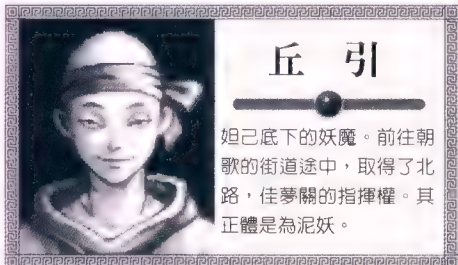 丘引
妲己底下的妖魔。前往朝
歌的街道途中,取得了北
路,佳夢關的指揮權。其
正體是為泥妖。